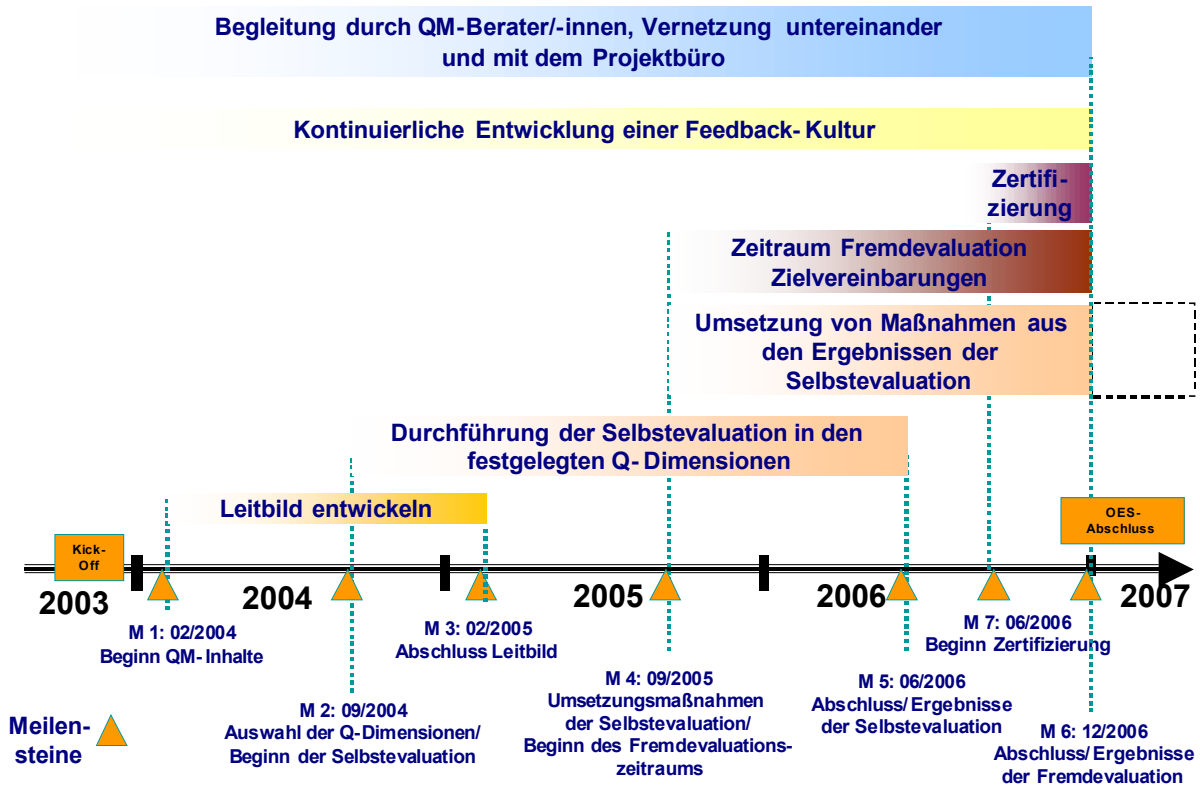 Begleitung durch QM-Berater/-innen, Vernetzung untereinander
und mit dem Projektbüro
Kontinuierliche Entwicklung einer Feedback-Kultur
Zertifi-
zierung
Zeitraum Fremdevaluation
Zielvereinbarungen
Umsetzung von Maßnahmen aus
den Ergebnissen der
Selbstevaluation
Durchführung der Selbstevaluation in den
festgelegten Q-Dimensionen
Leitbild entwickeln
OES-
Abschluss
Kick-
Off
2003
2004
2005
2006
2007
M 1: 02/2004
Beginn QM-Inhalte
M 3: 02/2005
Abschluss Leitbild
M 7: 06/2006
Beginn Zertifizierung
M 2: 09/2004
Auswahl der Q-Dimensionen/
Beginn der Selbstevaluation
M 4: 09/2005
Umsetzungsmaßnahmen
der Selbstevaluation/
Beginn des Fremdevaluations-
zeitraums
M 5: 06/2006
Abschluss/Ergebnisse
der Selbstevaluation
M 6: 12/2006
Abschluss/Ergebnisse
der Fremdevaluation
Meilen-
steine